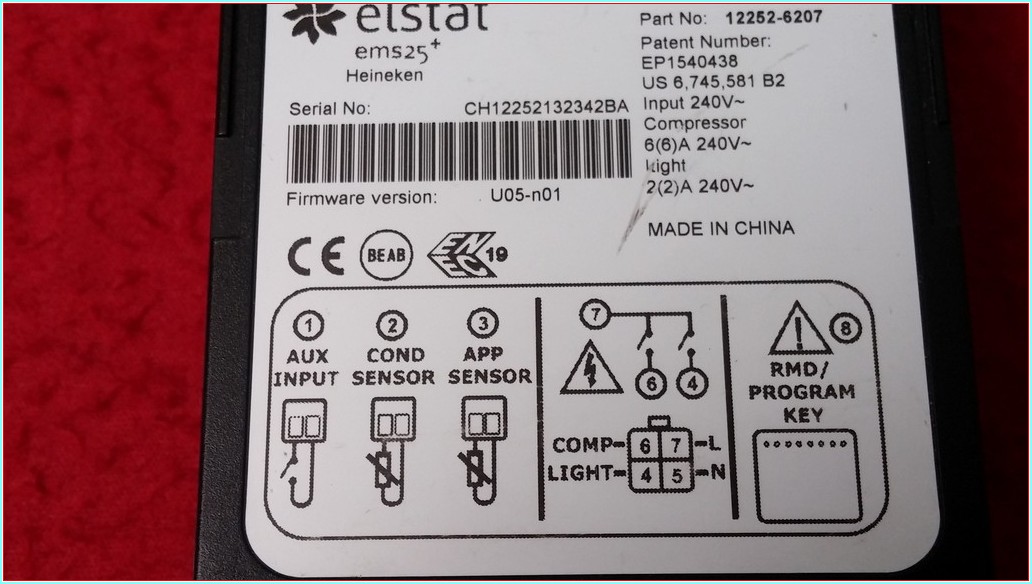 elstat
ems25+
Heineken
Serial No: CH12252132342BA
Firmware version: U05-n01
Part No: 12252-6207
Patent Number:
EP1540438
US 6,745,581 B2
Input 240V~
Compressor
6(6)A 240V~
Light
2(2)A 240V~
MADE IN CHINA
CE BEAB ENEC 19
1 2 3
AUX INPUT
COND SENSOR
APP SENSOR
7
6 4
COMP 6 7 L
LIGHT 4 5 N
! 8
RMD/
PROGRAM
KEY